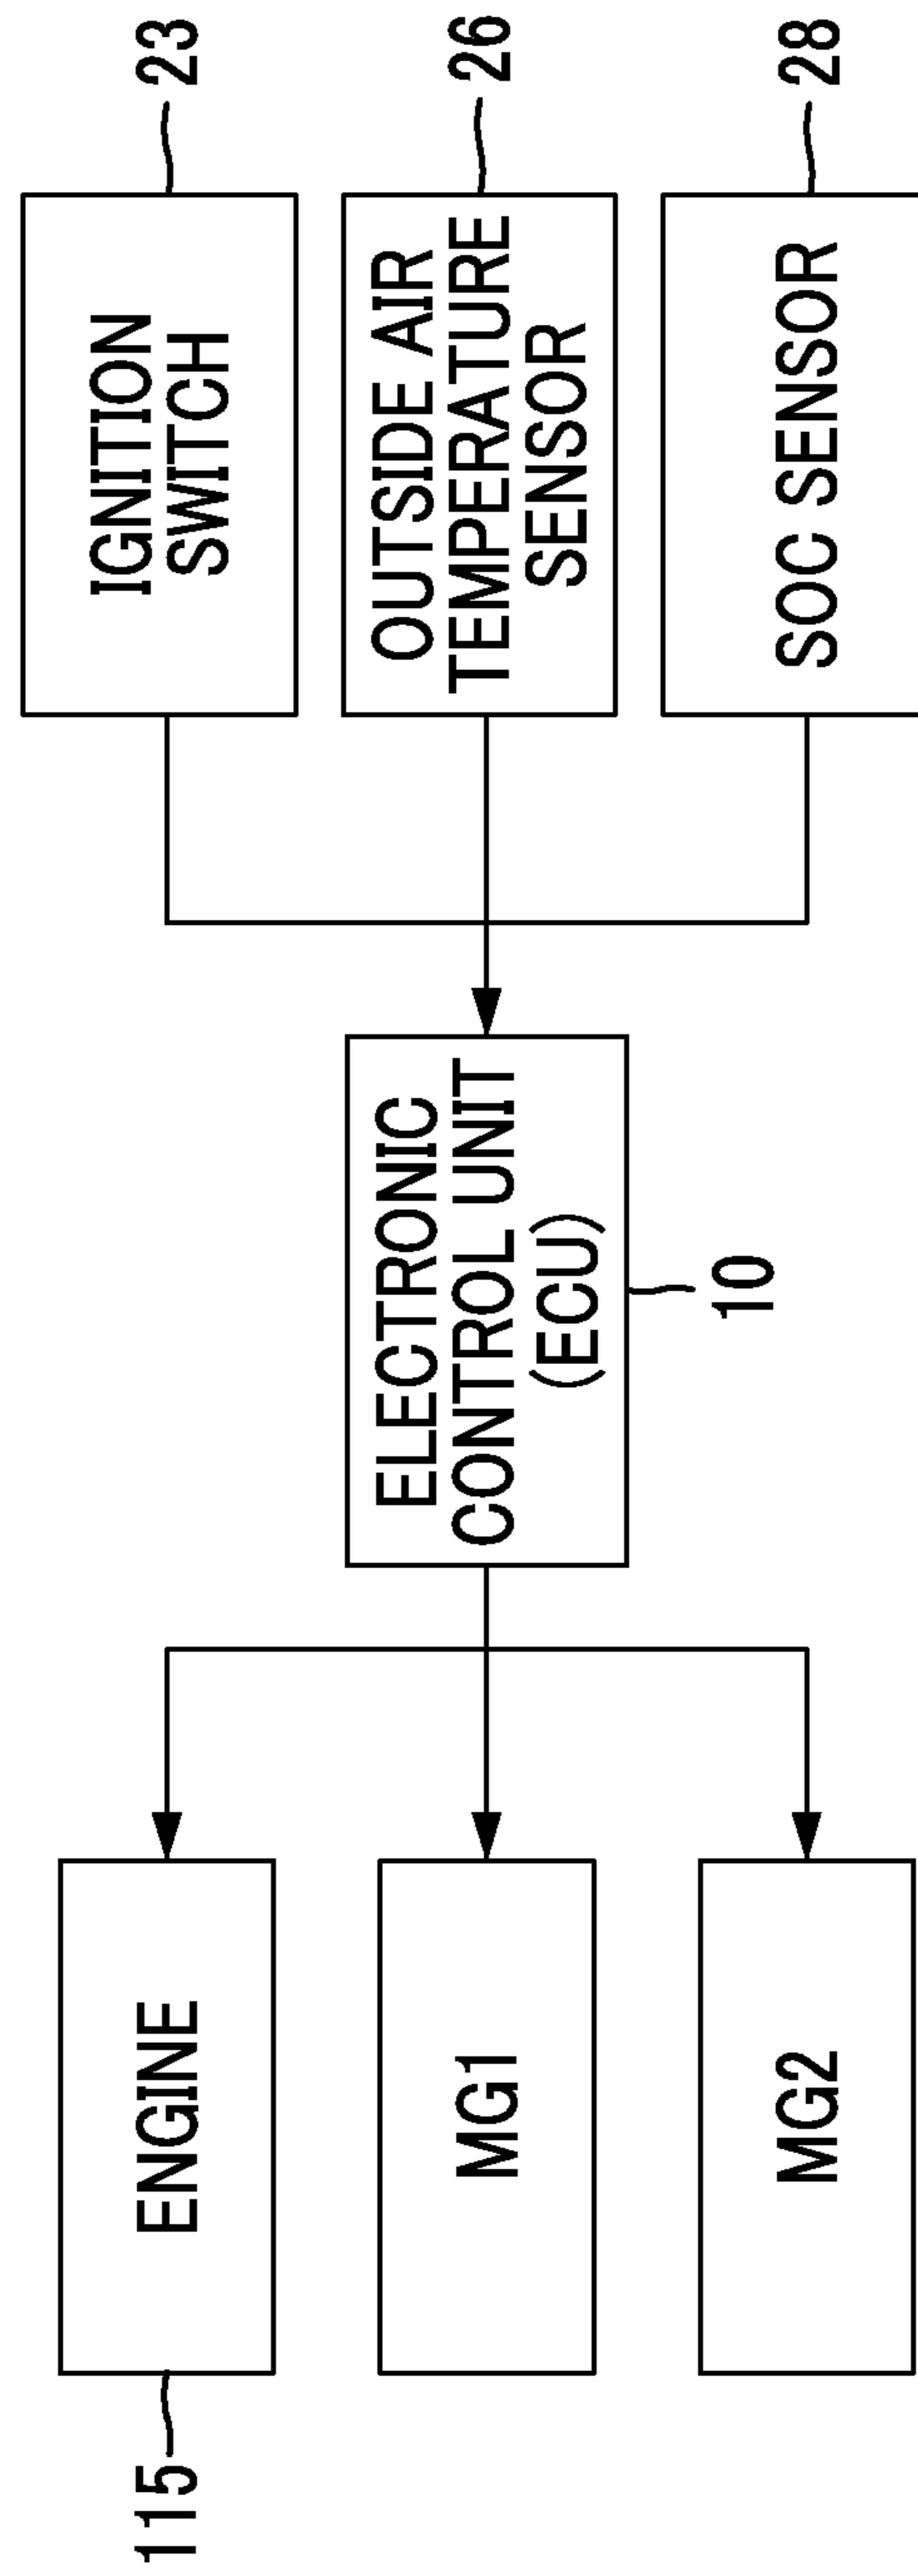 115
ENGINE
MG1
MG2
ELECTRONIC
CONTROL UNIT
(ECU)
10
IGNITION
SWITCH
23
OUTSIDE AIR
TEMPERATURE
SENSOR
26
SOC SENSOR
28